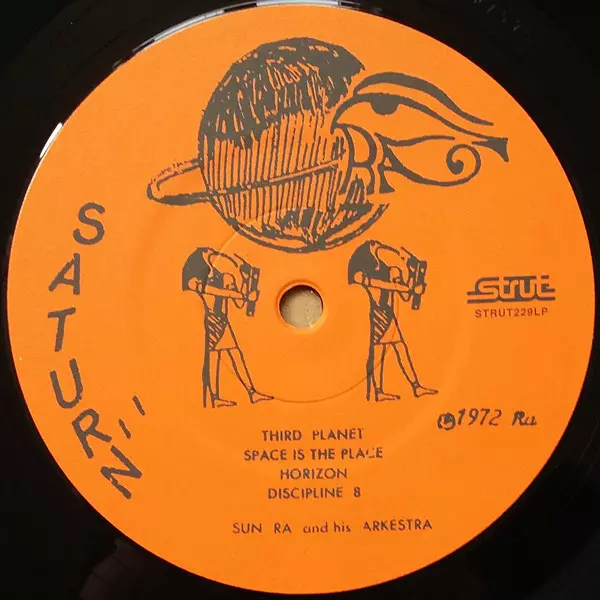 RA
SATURN
Strut
STRUT229LP
℗1972 Ra
THIRD PLANET
SPACE IS THE PLACE
HORIZON
DISCIPLINE 8
SUN RA and his ARKESTRA